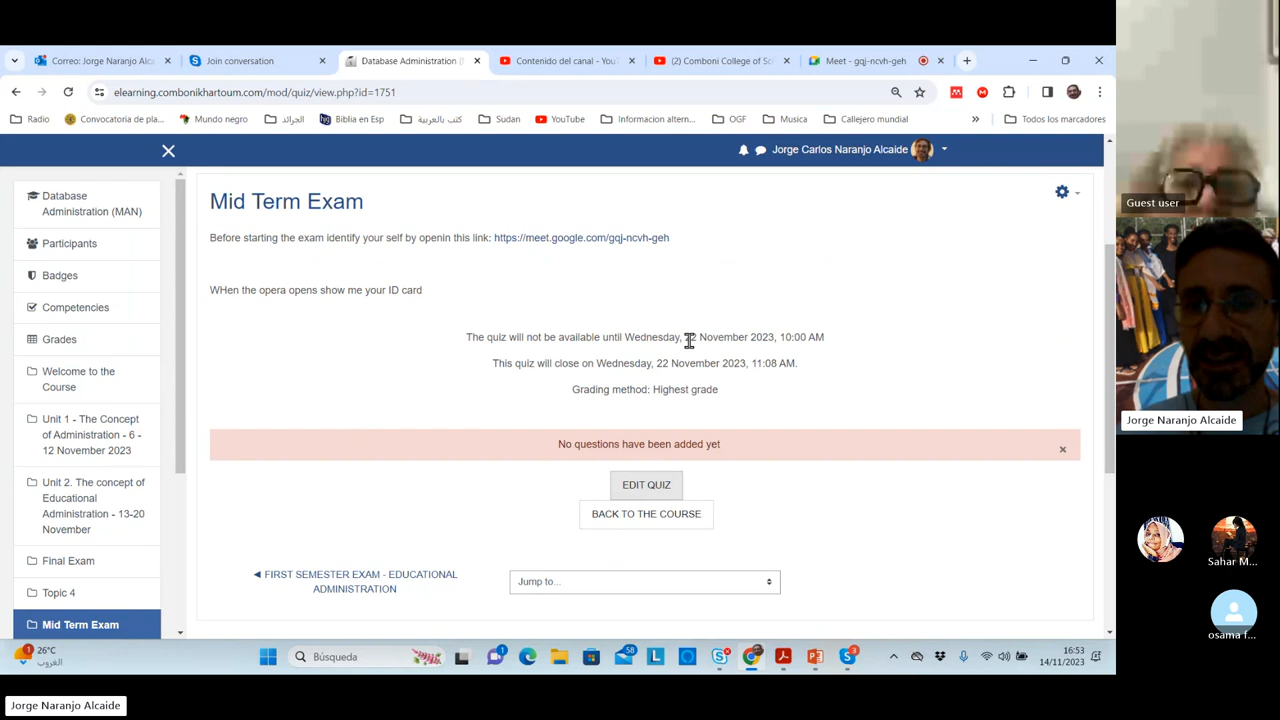 Correo: Jorge Naranjo Alca
Join conversation
Database Administration (
Contenido del canal - You
(2) Comboni College of Sc
Meet - gqj-ncvh-geh
elearning.combonikhartoum.com/mod/quiz/view.php?id=1751
Radio
Convocatoria de pla...
Mundo negro
الجرائد
Biblia en Esp
كتب بالعربية
Sudan
YouTube
Informacion altern...
OGF
Musica
Callejero mundial
»
Todos los marcadores
Jorge Carlos Naranjo Alcaide
Database
Administration (MAN)
Participants
Badges
Competencies
Grades
Welcome to the
Course
Unit 1 - The Concept
of Administration - 6 -
12 November 2023
Unit 2. The concept of
Educational
Administration - 13-20
November
Final Exam
Topic 4
Mid Term Exam
Mid Term Exam
Before starting the exam identify your self by openin this link: https://meet.google.com/gqj-ncvh-geh
WHen the opera opens show me your ID card
The quiz will not be available until Wednesday, 22 November 2023, 10:00 AM
This quiz will close on Wednesday, 22 November 2023, 11:08 AM.
Grading method: Highest grade
No questions have been added yet
×
EDIT QUIZ
BACK TO THE COURSE
◄ FIRST SEMESTER EXAM - EDUCATIONAL
ADMINISTRATION
Jump to...
Guest user
Jorge Naranjo Alcaide
Sahar M...
osama f...
1
26°C
الغروب
Búsqueda
58
3
16:53
14/11/2023
Jorge Naranjo Alcaide